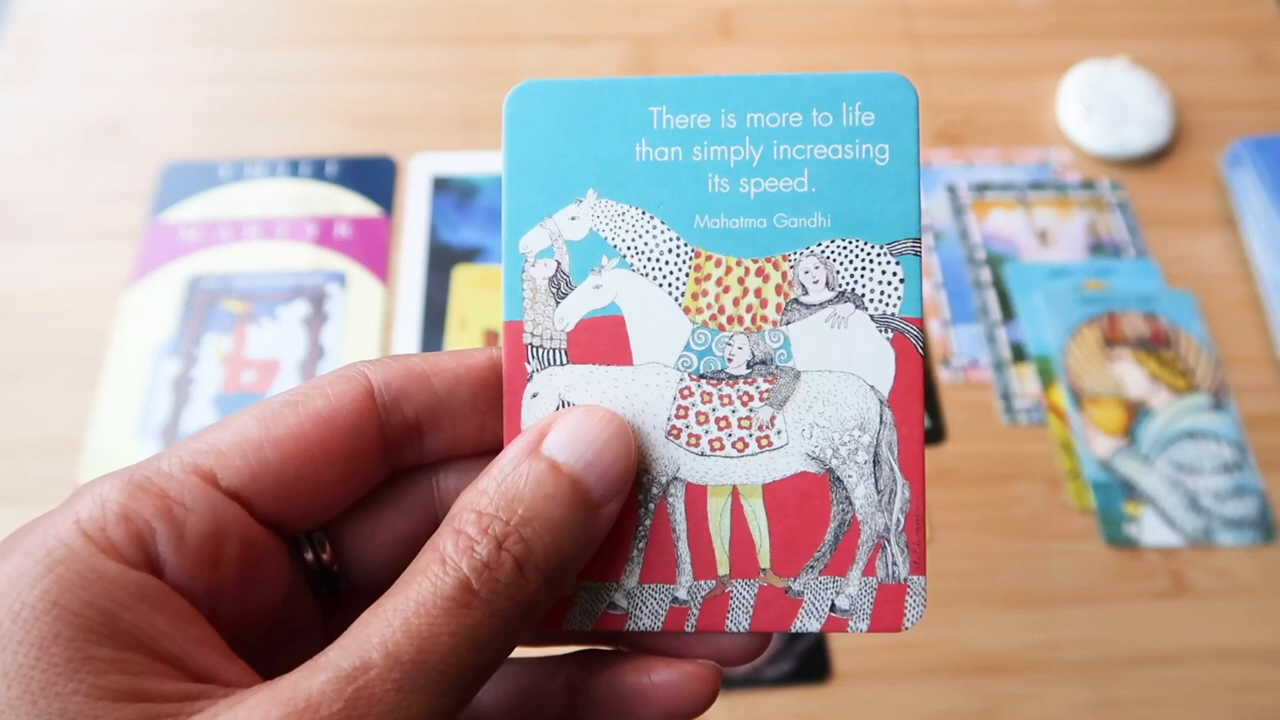 There is more to life
than simply increasing
its speed.
Mahatma Gandhi